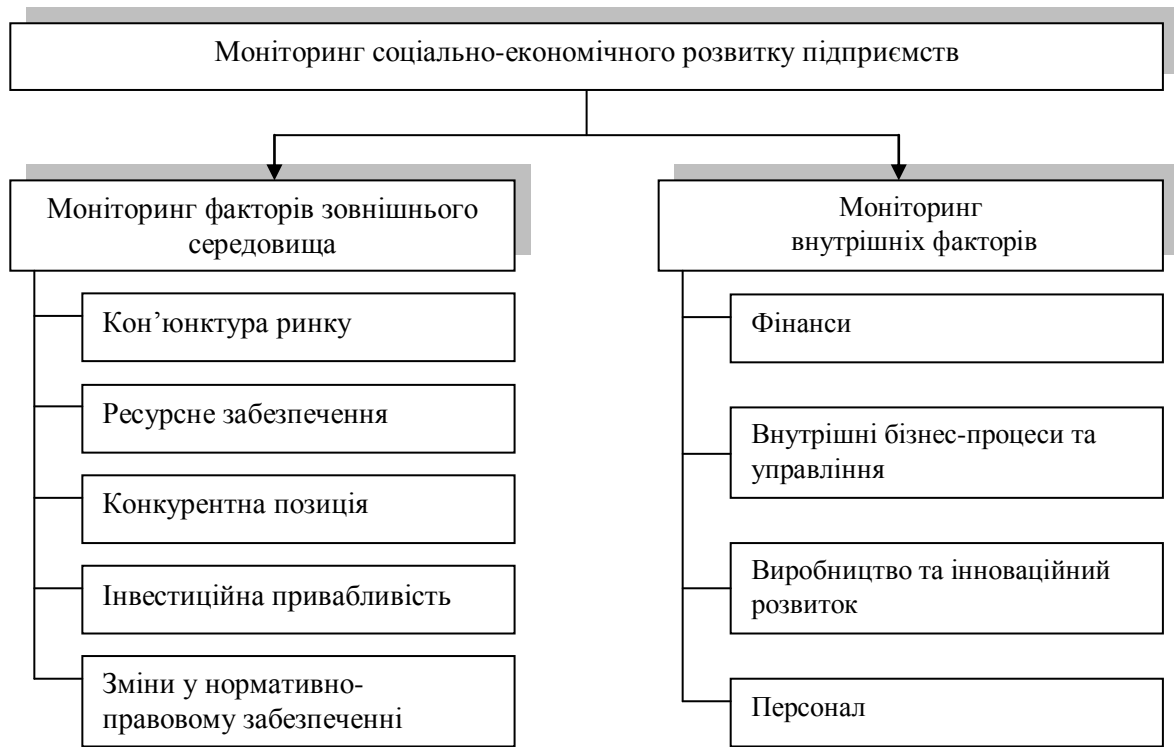 Моніторинг соціально-економічного розвитку підприємств
Моніторинг факторів зовнішнього
середовища
Кон’юнктура ринку
Ресурсне забезпечення
Конкурентна позиція
Інвестиційна привабливість
Зміни у нормативно-
правовому забезпеченні
Моніторинг
внутрішніх факторів
Фінанси
Внутрішні бізнес-процеси та
управління
Виробництво та інноваційний
розвиток
Персонал